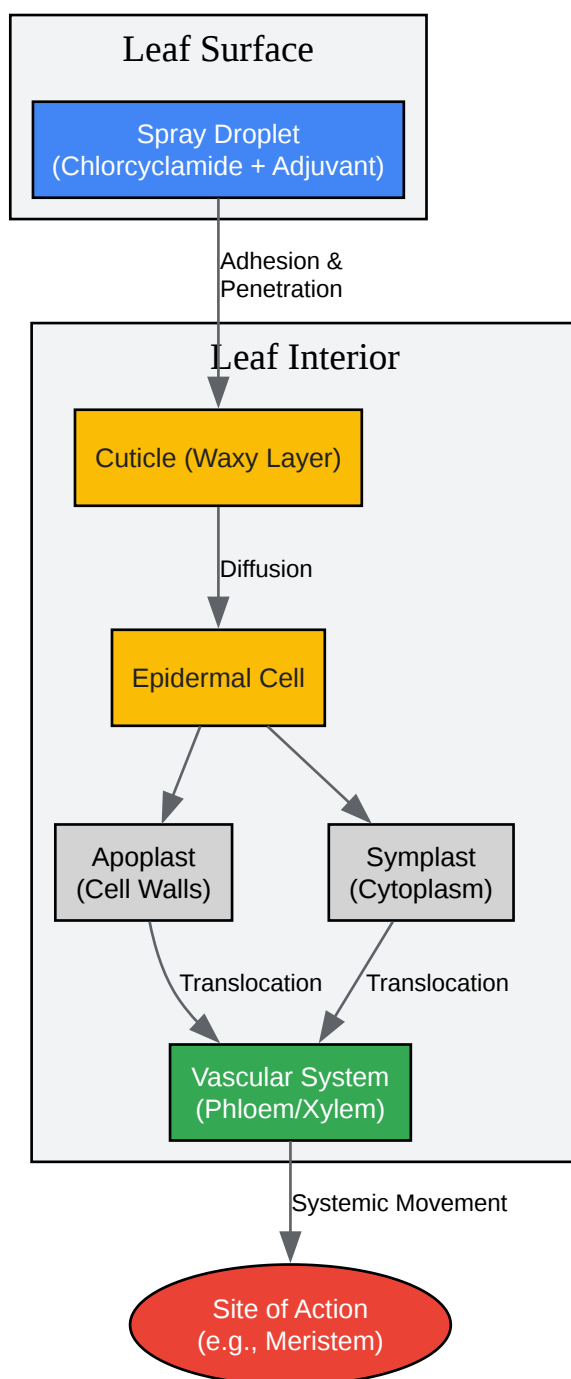 Leaf Surface
Spray Droplet
(Chlorcyclamide + Adjuvant)
Adhesion &
Penetration
Leaf Interior
Cuticle (Waxy Layer)
Diffusion
Epidermal Cell
Apoplast
(Cell Walls)
Symplast
(Cytoplasm)
Translocation
Translocation
Vascular System
(Phloem/Xylem)
Systemic Movement
Site of Action
(e.g., Meristem)